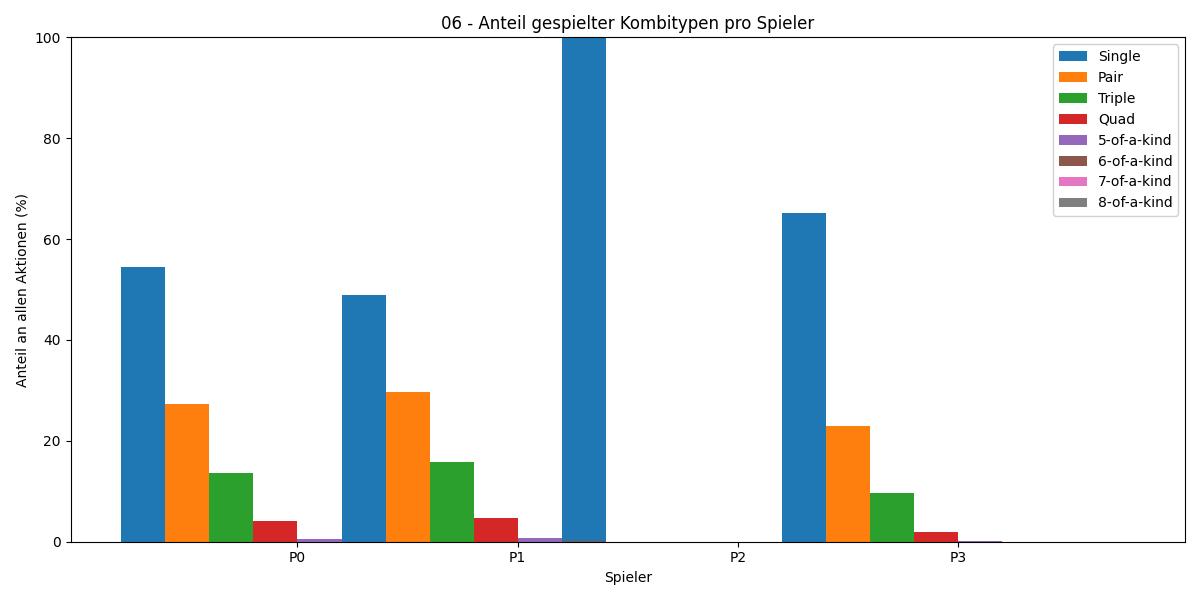 06 - Anteil gespielter Kombitypen pro Spieler
100
80
60
40
20
0
Anteil an allen Aktionen (%)
Single
Pair
Triple
Quad
5-of-a-kind
6-of-a-kind
7-of-a-kind
8-of-a-kind
P0 P1 P2 P3
Spieler